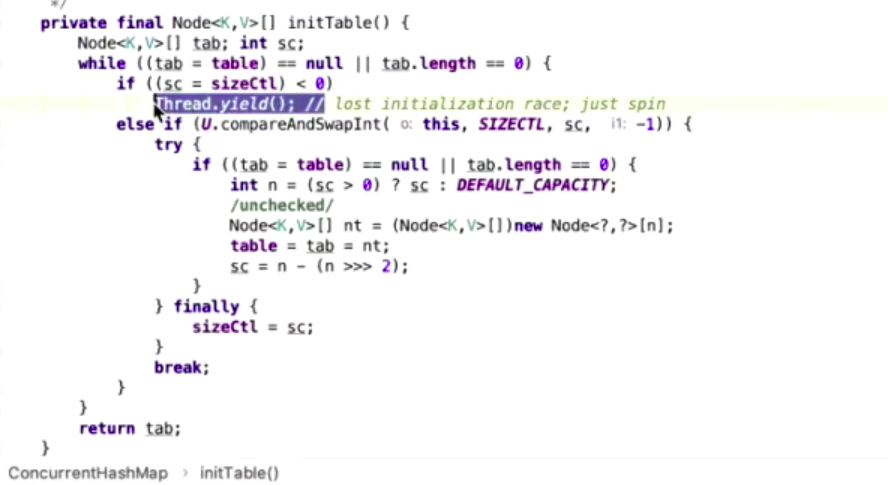 */
private final Node<K,V>[] initTable() {
Node<K,V>[] tab; int sc;
while ((tab = table) == null || tab.length == 0) {
if ((sc = sizeCtl) < 0)
Thread.yield(); // lost initialization race; just spin
else if (U.compareAndSwapInt( o: this, SIZECTL, sc, i1: -1)) {
try {
if ((tab = table) == null || tab.length == 0) {
int n = (sc > 0) ? sc : DEFAULT_CAPACITY;
/unchecked/
Node<K,V>[] nt = (Node<K,V>[])new Node<?,?>[n];
table = tab = nt;
sc = n - (n >>> 2);
}
} finally {
sizeCtl = sc;
}
break;
}
}
return tab;
}
ConcurrentHashMap › initTable()